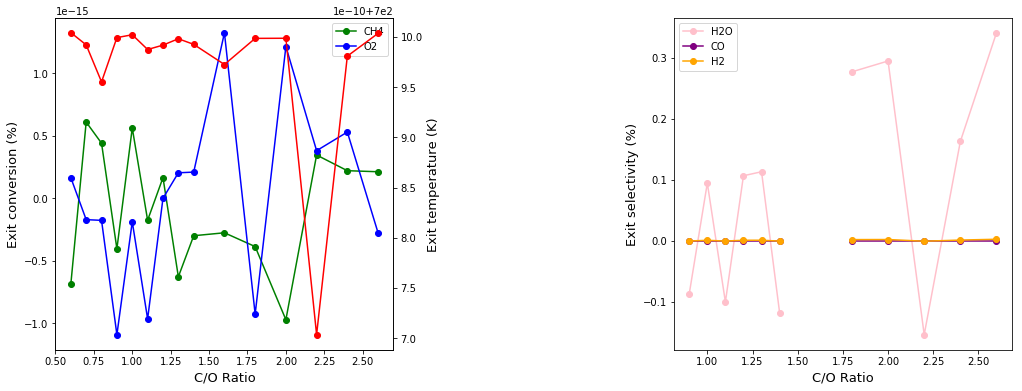 1e−15
1e−10+7e2
CH4
O2
1.0
0.5
0.0
−0.5
−1.0
10.0
9.5
9.0
8.5
8.0
7.5
7.0
Exit conversion (%)
Exit temperature (K)
0.50 0.75 1.00 1.25 1.50 1.75 2.00 2.25 2.50
C/O Ratio
H2O
CO
H2
0.3
0.2
0.1
0.0
−0.1
Exit selectivity (%)
1.00 1.25 1.50 1.75 2.00 2.25 2.50
C/O Ratio